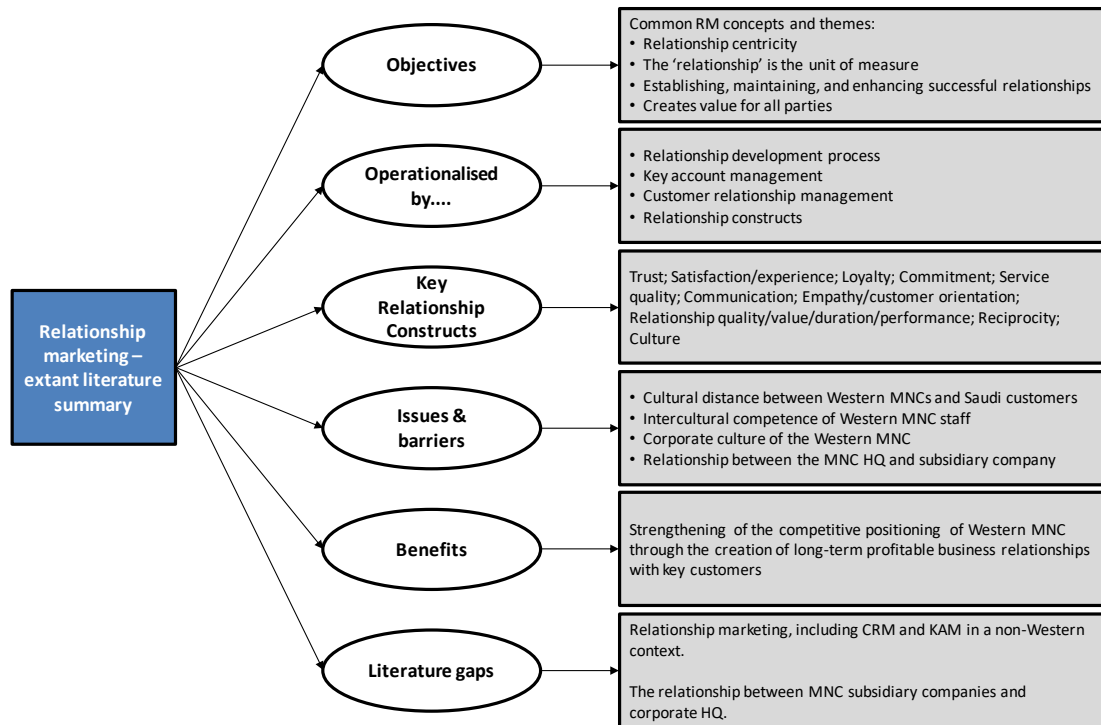 Relationship
marketing –
extant literature
summary
Objectives
Common RM concepts and themes:
• Relationship centricity
• The ‘relationship’ is the unit of measure
• Establishing, maintaining, and enhancing successful relationships
• Creates value for all parties
Operationalised
by....
• Relationship development process
• Key account management
• Customer relationship management
• Relationship constructs
Key
Relationship
Constructs
Trust; Satisfaction/experience; Loyalty; Commitment; Service
quality; Communication; Empathy/customer orientation;
Relationship quality/value/duration/performance; Reciprocity;
Culture
Issues &
barriers
• Cultural distance between Western MNCs and Saudi customers
• Intercultural competence of Western MNC staff
• Corporate culture of the Western MNC
• Relationship between the MNC HQ and subsidiary company
Benefits
Strengthening of the competitive positioning of Western MNC
through the creation of long-term profitable business relationships
with key customers
Literature gaps
Relationship marketing, including CRM and KAM in a non-Western
context.
The relationship between MNC subsidiary companies and
corporate HQ.